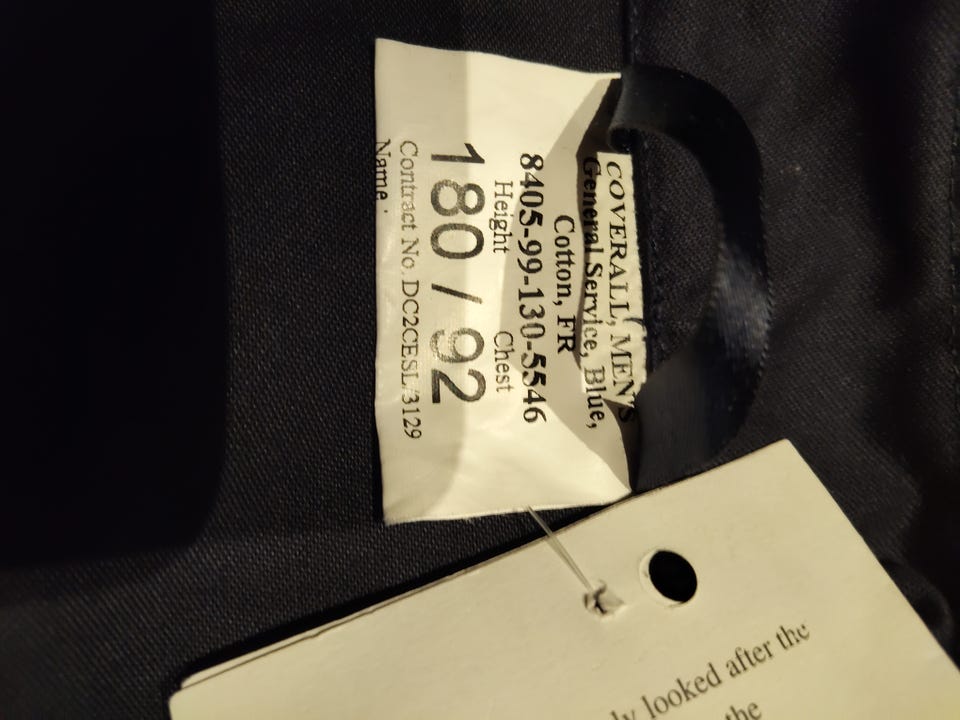 COVERALL, MEN'S
General Service, Blue,
Cotton, FR
8405-99-130-5546
Height Chest
180 / 92
Contract No. DC2CESL/3129
Name :
looked after the
the